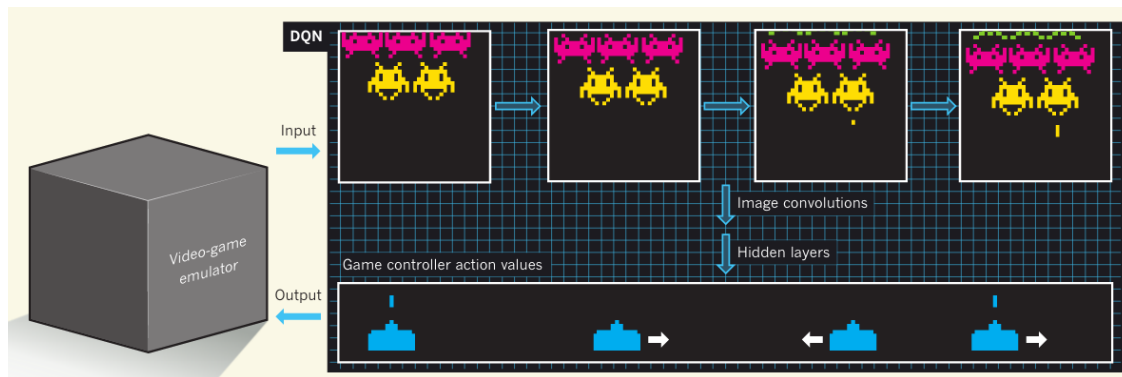 DQN
Input
Image convolutions
Hidden layers
Video-game
emulator
Game controller action values
Output